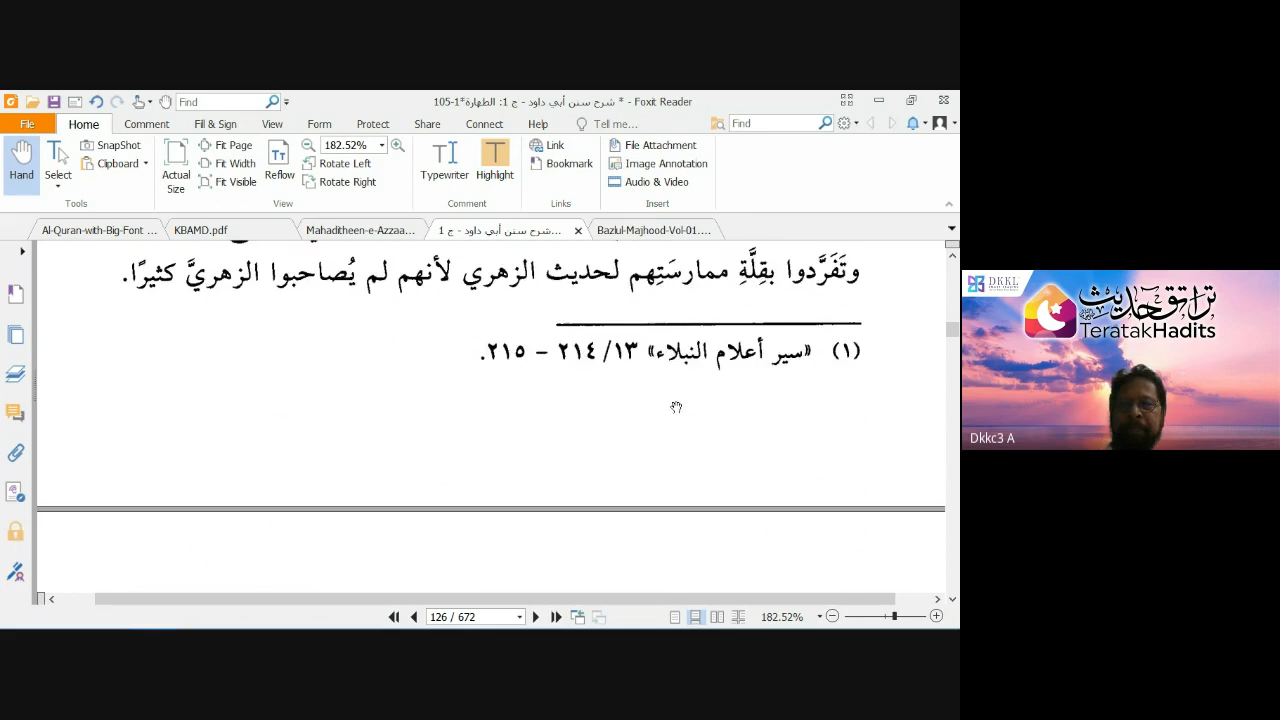 Find
شرح سنن أبي داود - ج 1: الطهارة*1-105 * - Foxit Reader
File Home Comment Fill & Sign View Form Protect Share Connect Help Tell me... Find
Hand
Select
SnapShot
Clipboard
Tools
Actual Size
Fit Page
Fit Width
Fit Visible
Reflow
182.52%
Rotate Left
Rotate Right
View
Typewriter
Highlight
Comment
Link
Bookmark
Links
File Attachment
Image Annotation
Audio & Video
Insert
Al-Quran-with-Big-Font ...
KBAMD.pdf
Mahaditheen-e-Azzaa...
شرح سنن أبي داود - ج 1...
Bazlul-Majhood-Vol-01....
وتَفَرَّدوا بقِلَّةِ ممارسَتِهم لحديث الزهري لأنهم لم يُصاحبوا الزهريَّ كثيرًا.
(١) «سير أعلام النبلاء» ١٣/ ٢١٤ – ٢١٥.
126 / 672
182.52%
DKKL
تراتق حديث
TeratakHadits
Dkkc3 A